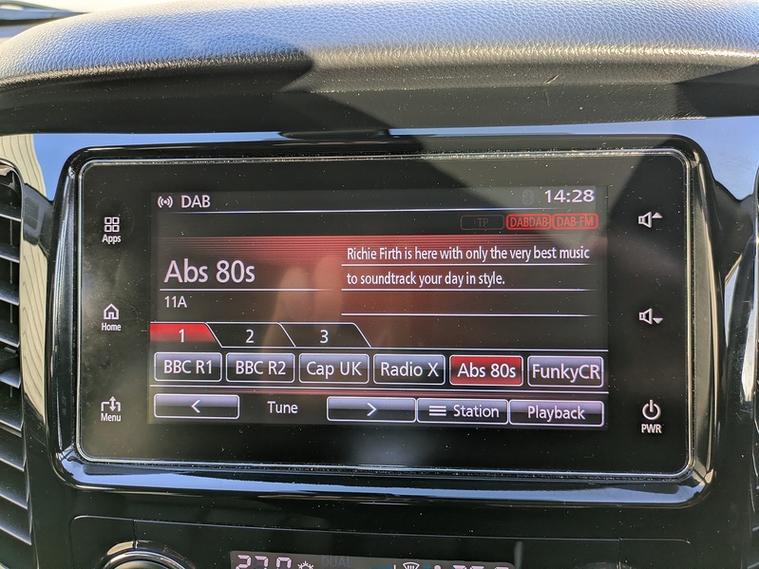 DAB 14:28
TP DABDAB DAB-FM
Apps
Abs 80s
Richie Firth is here with only the very best music
to soundtrack your day in style.
11A
Home
1 2 3
BBC R1 BBC R2 Cap UK Radio X Abs 80s FunkyCR
Menu
< Tune > Station Playback
PWR
DUAL